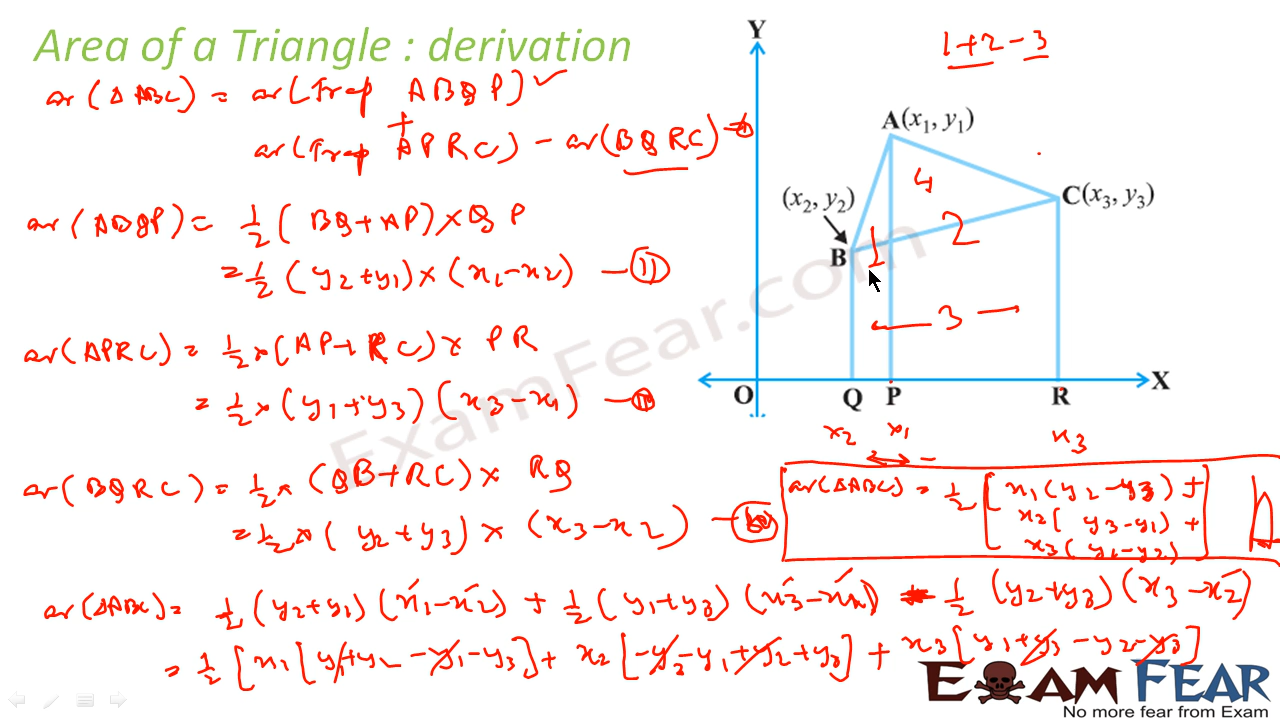 Area of a Triangle : derivation
ar(Δ ABC) = ar(Trap ABQP) ✓
+
ar(Trap APRC) − ar(BQRC)
ar(ABQP) = 1/2 (BQ+AP) × QP
= 1/2 (y2+y1) × (x1−x2) — (II)
ar(APRC) = 1/2 × (AP+RC) × PR
= 1/2 × (y1+y3) (x3−x1) —
ar(BQRC) = 1/2 × (QB+RC) × RQ
= 1/2 × (y2+y3) × (x3−x2) —
ar(ΔABC) = 1/2 (y2+y1) (x1−x2) + 1/2 (y1+y3) (x3−x1) − 1/2 (y2+y3) (x3−x2)
= 1/2 [x1 [y1+y2−y1−y3] + x2 [−y2−y1+y2+y3] + x3 [y1+y3−y2−y3]
1+2−3
Y
A(x1, y1)
4
(x2, y2)
C(x3, y3)
B
1
2
3
O
Q P R
X
x2 x1 x3
ar(ΔABC) = 1/2 [x1(y2−y3) +
x2(y3−y1) +
x3(y1−y2)]
ExamFear.com
EXAM FEAR
No more fear from Exam